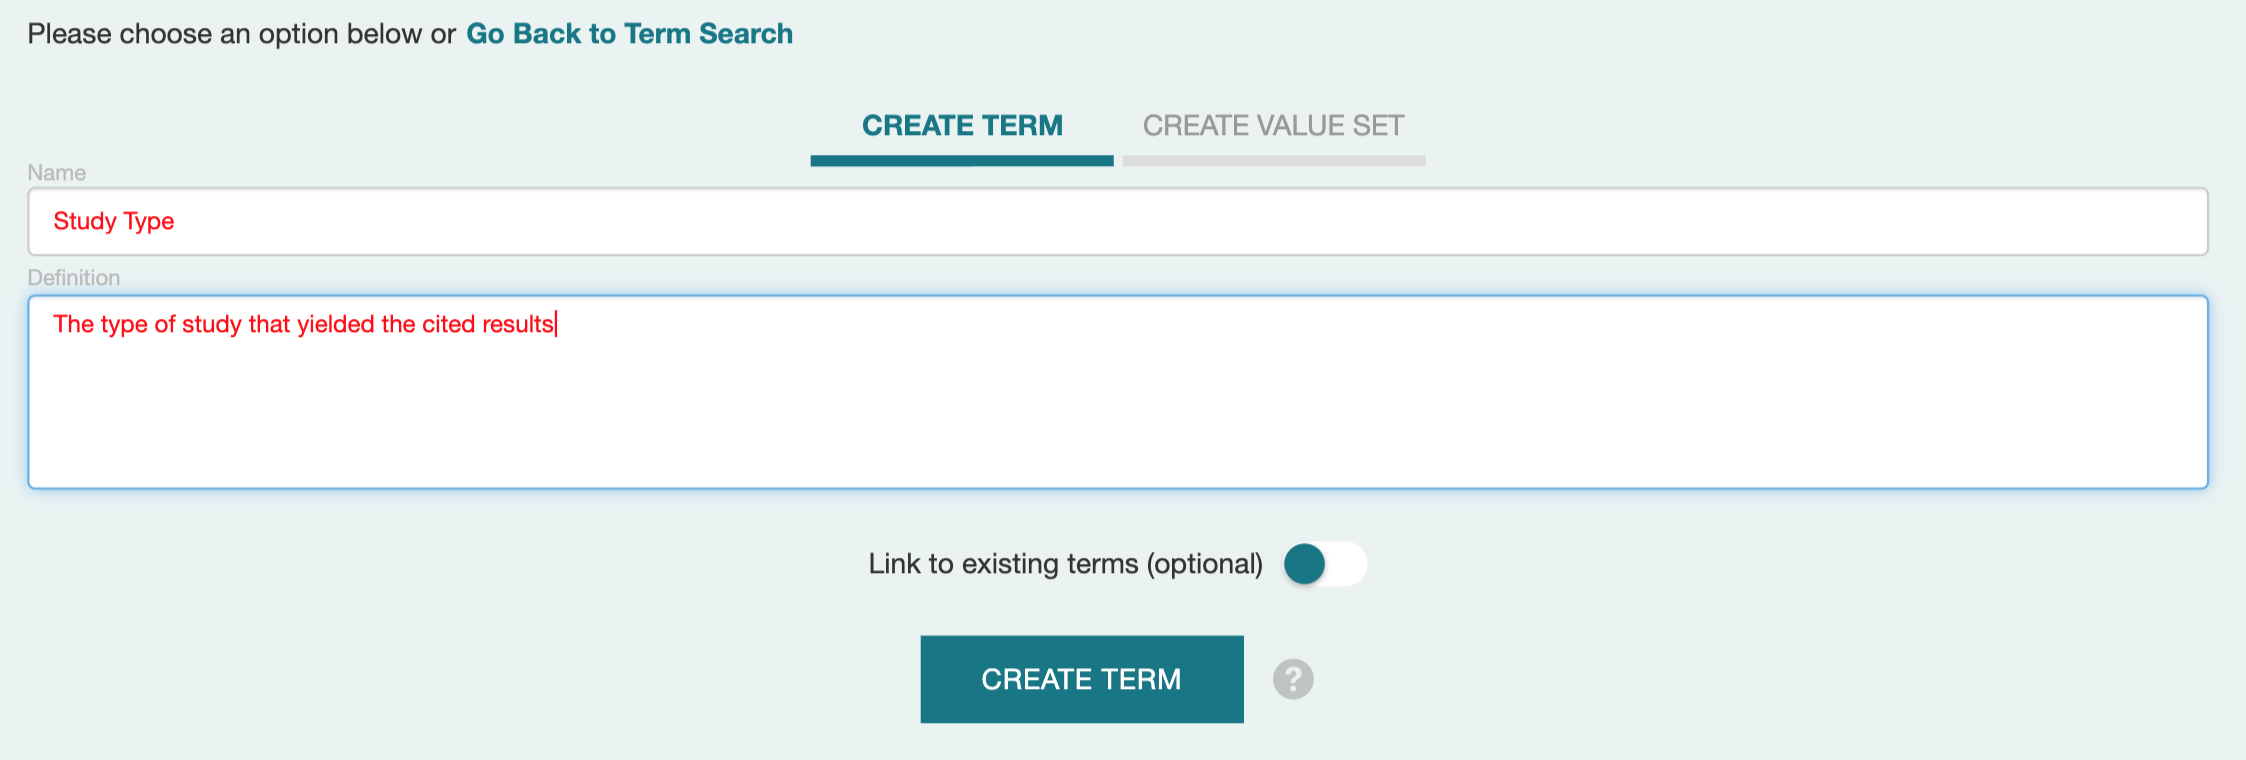 Please choose an option below or Go Back to Term Search
CREATE TERM CREATE VALUE SET
Name
Study Type
Definition
The type of study that yielded the cited results
Link to existing terms (optional)
CREATE TERM ?